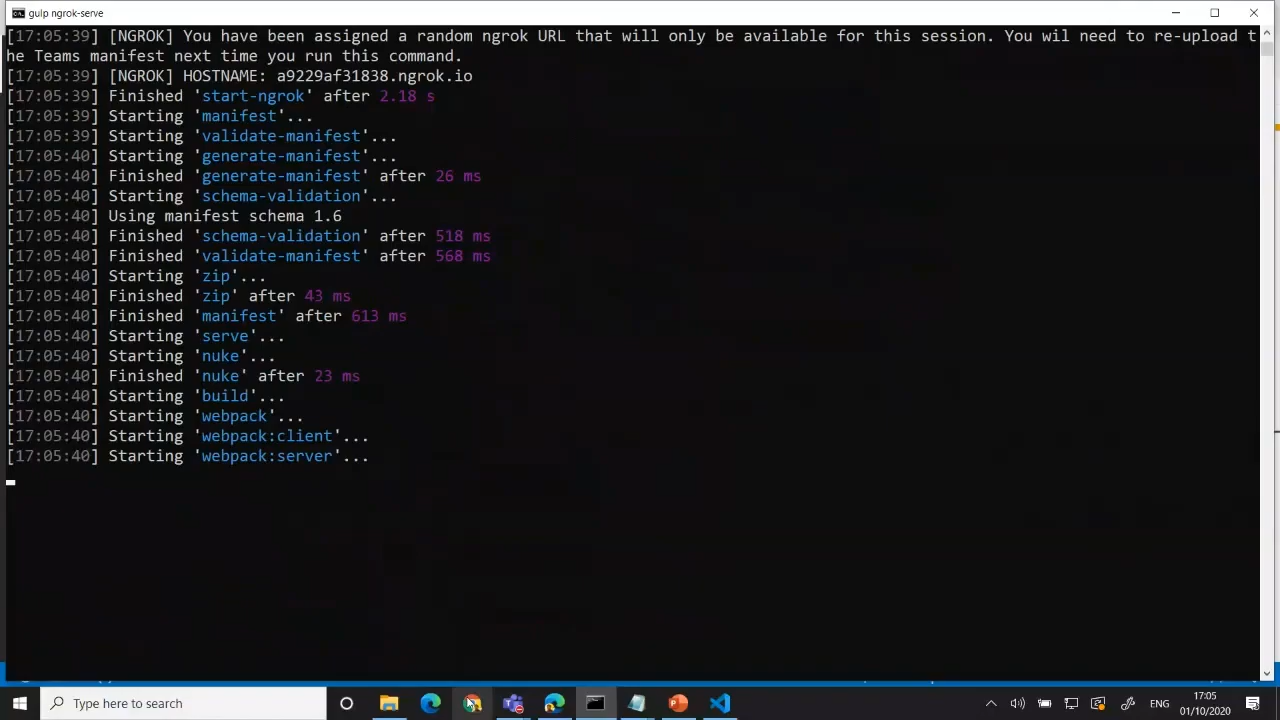 gulp ngrok-serve
[17:05:39] [NGROK] You have been assigned a random ngrok URL that will only be available for this session. You wil need to re-upload t
he Teams manifest next time you run this command.
[17:05:39] [NGROK] HOSTNAME: a9229af31838.ngrok.io
[17:05:39] Finished 'start-ngrok' after 2.18 s
[17:05:39] Starting 'manifest'...
[17:05:39] Starting 'validate-manifest'...
[17:05:40] Starting 'generate-manifest'...
[17:05:40] Finished 'generate-manifest' after 26 ms
[17:05:40] Starting 'schema-validation'...
[17:05:40] Using manifest schema 1.6
[17:05:40] Finished 'schema-validation' after 518 ms
[17:05:40] Finished 'validate-manifest' after 568 ms
[17:05:40] Starting 'zip'...
[17:05:40] Finished 'zip' after 43 ms
[17:05:40] Finished 'manifest' after 613 ms
[17:05:40] Starting 'serve'...
[17:05:40] Starting 'nuke'...
[17:05:40] Finished 'nuke' after 23 ms
[17:05:40] Starting 'build'...
[17:05:40] Starting 'webpack'...
[17:05:40] Starting 'webpack:client'...
[17:05:40] Starting 'webpack:server'...
Type here to search
ENG
17:05
01/10/2020